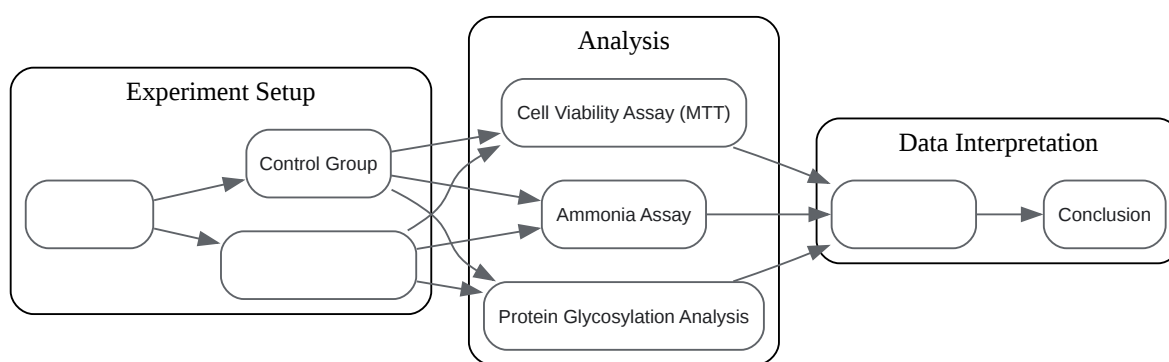 Experiment Setup
Control Group
Analysis
Cell Viability Assay (MTT)
Ammonia Assay
Protein Glycosylation Analysis
Data Interpretation
Conclusion